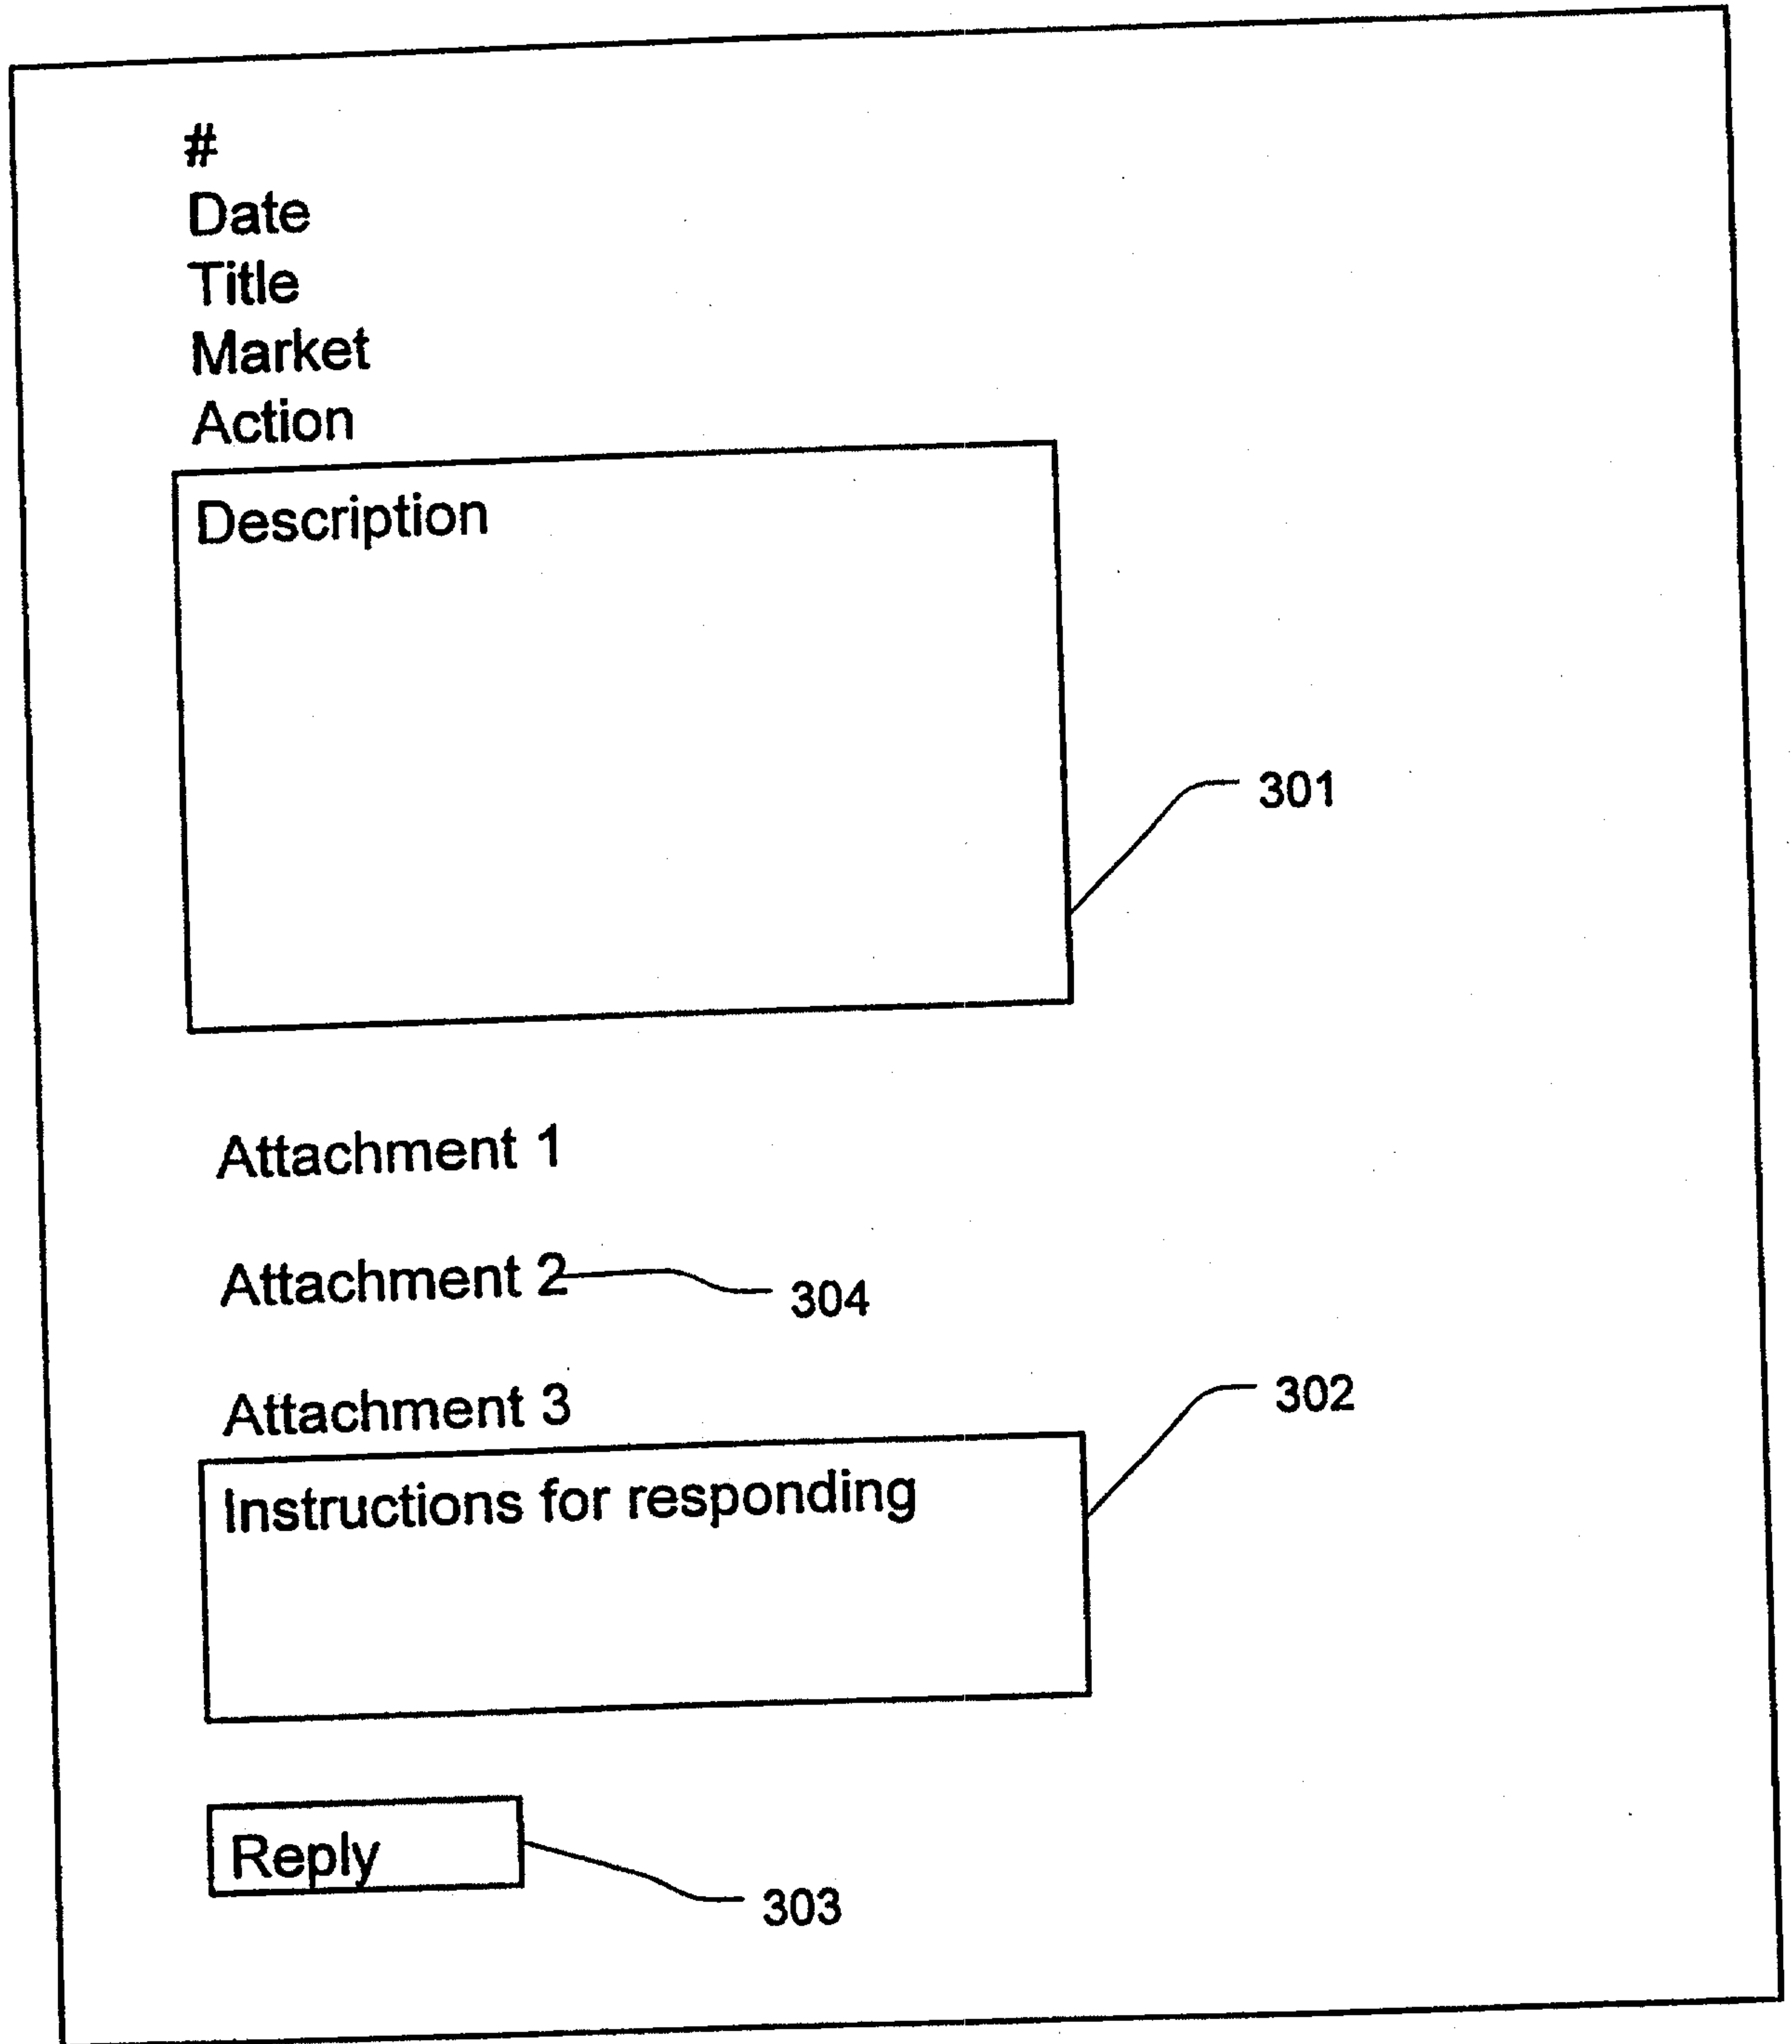 #
Date
Title
Market
Action
Description
301
Attachment 1
Attachment 2
304
Attachment 3
302
Instructions for responding
Reply
303